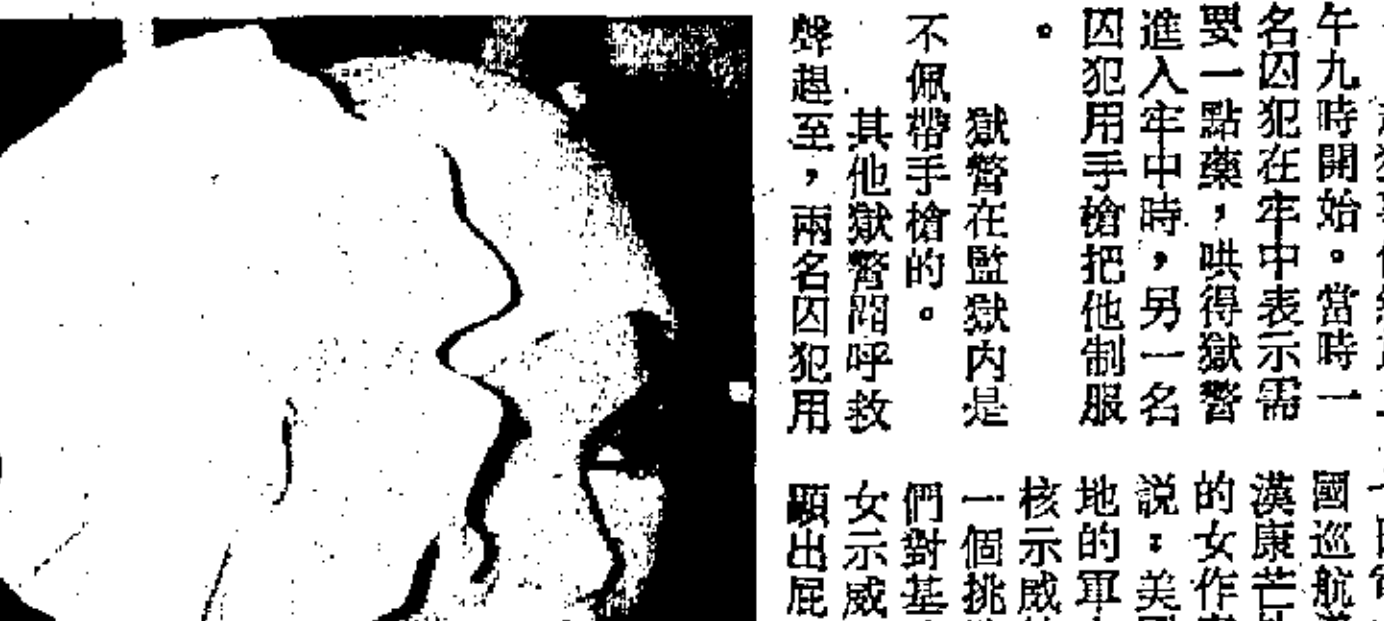 午九時開始。當時一
名囚犯在牢中表示需
要一點藥，哄得獄警
進入牢中時，另一名
囚犯用手槍把他制服
。
獄警在監獄內是
不佩帶手槍的。
其他獄警聞呼救
聲趕至，兩名囚犯用
國巡航
漢康芒
的女作
說：美
地的軍
核示威
一個挑
們對基
女示威
顯出屁